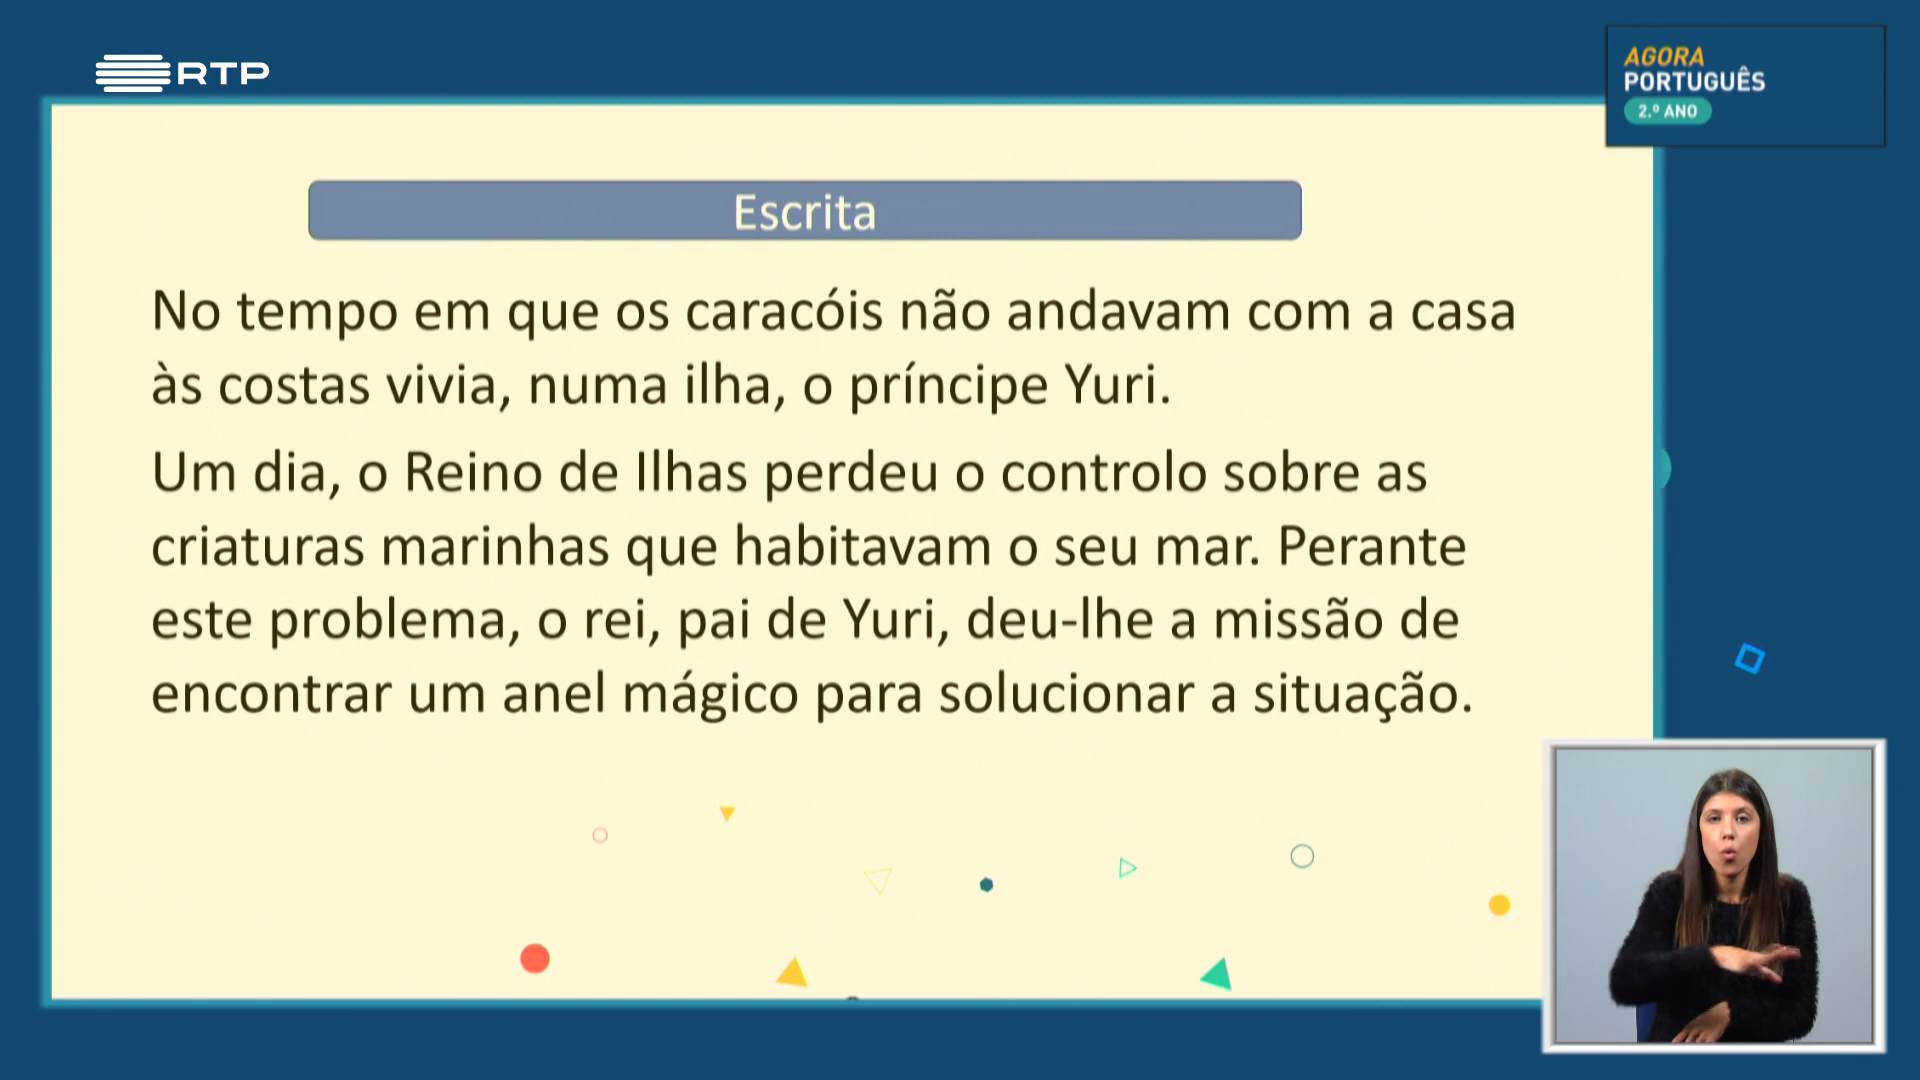 RTP
AGORA
PORTUGUÊS
2.º ANO
Escrita
No tempo em que os caracóis não andavam com a casa
às costas vivia, numa ilha, o príncipe Yuri.
Um dia, o Reino de Ilhas perdeu o controlo sobre as
criaturas marinhas que habitavam o seu mar. Perante
este problema, o rei, pai de Yuri, deu-lhe a missão de
encontrar um anel mágico para solucionar a situação.